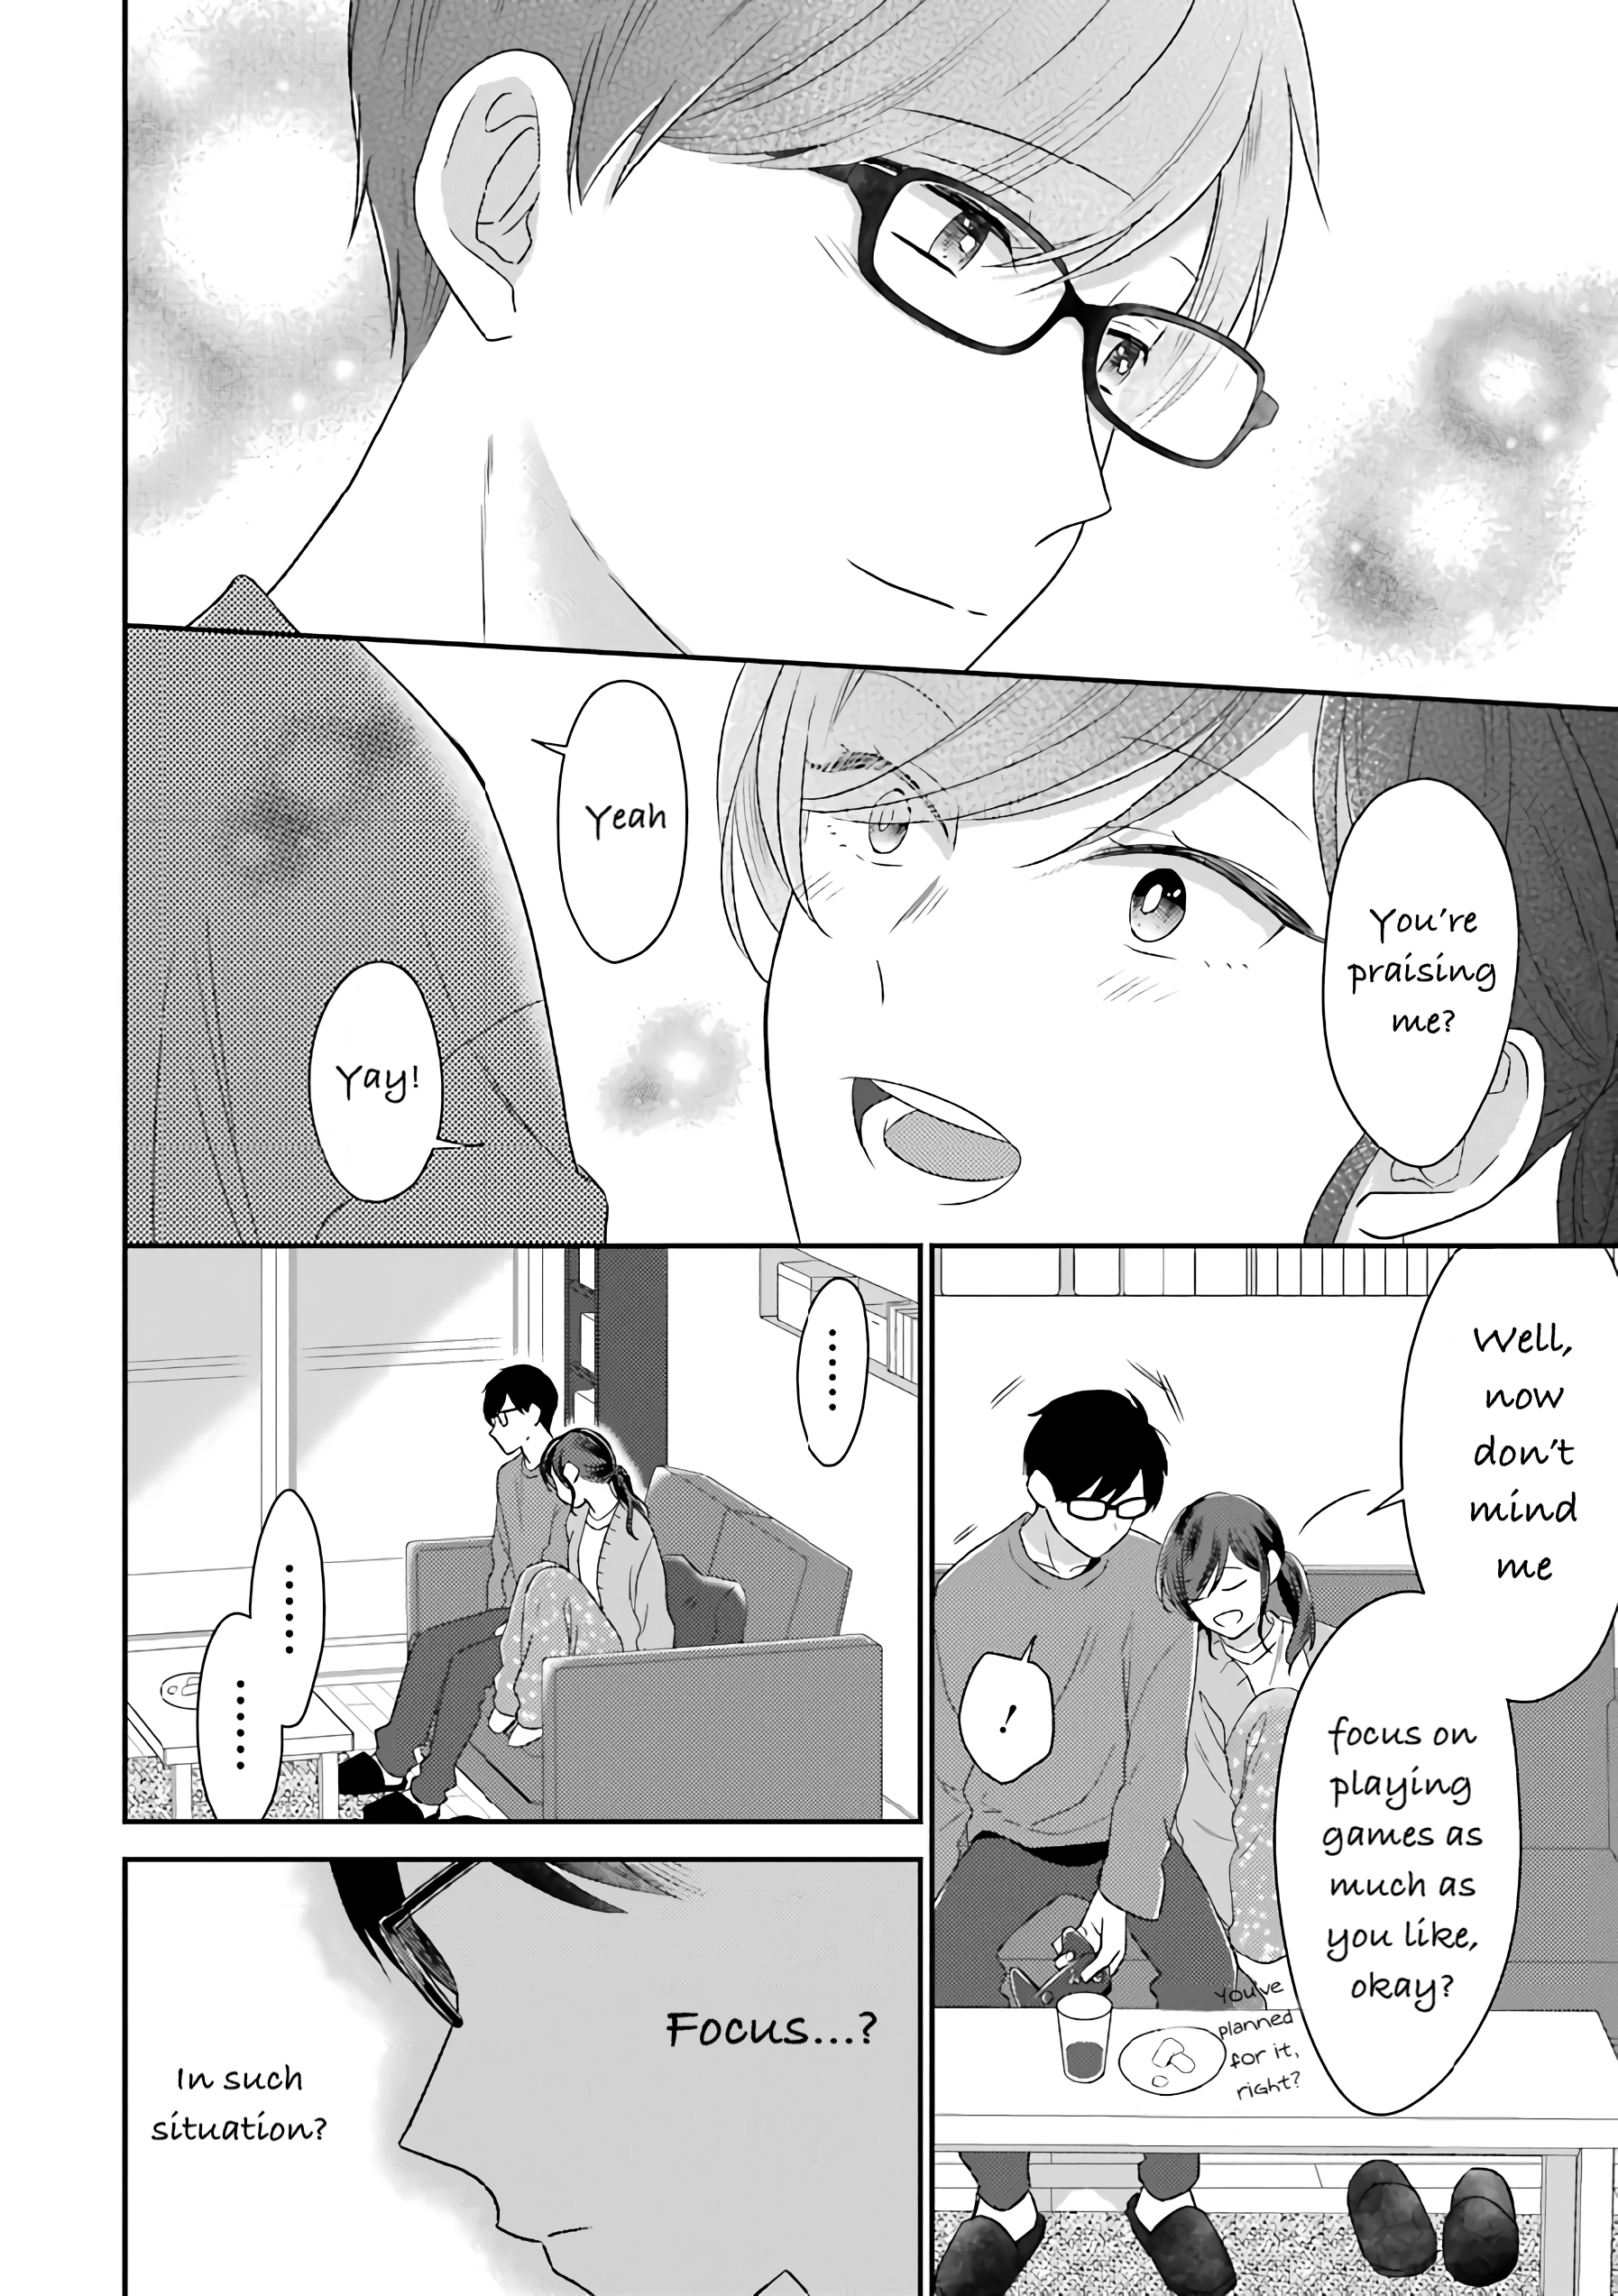 You're
praising
me?
Yeah
Yay!
Well,
now
don't
mind
me
focus on
playing
games as
much as
you like,
okay?
You've
planned
for it,
right?
!
......
......
......
Focus...?
In such
situation?